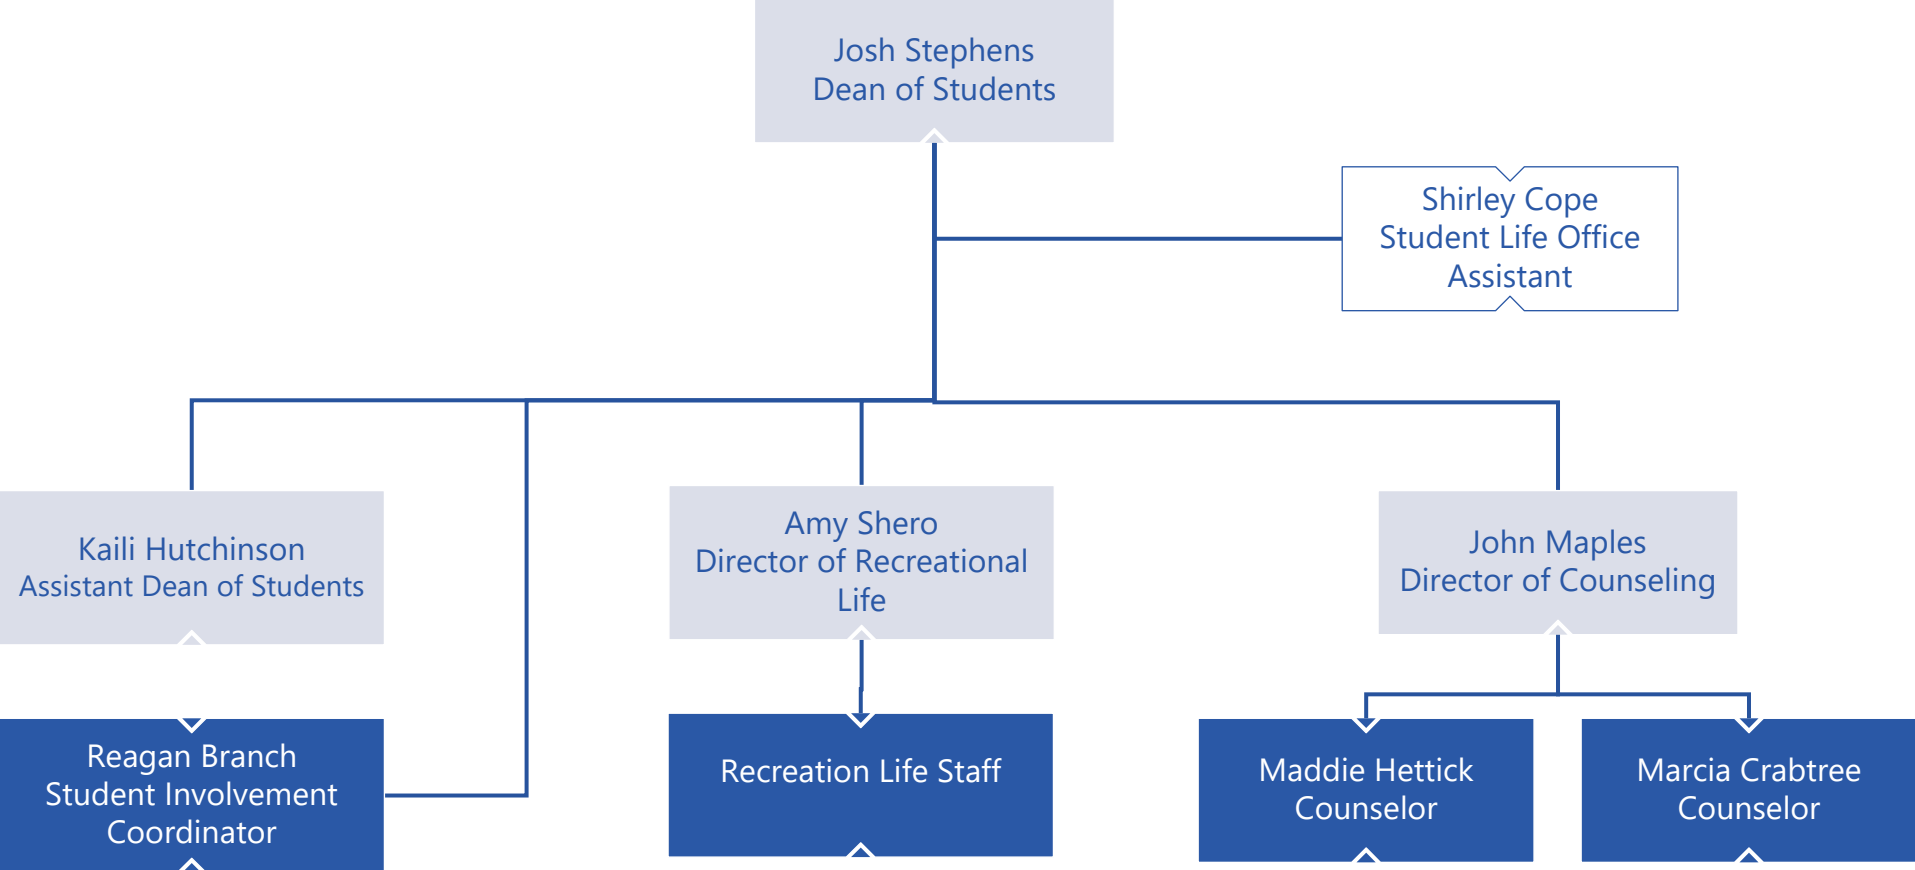 Josh Stephens
Dean of Students
Shirley Cope
Student Life Office
Assistant
Kaili Hutchinson
Assistant Dean of Students
Amy Shero
Director of Recreational
Life
John Maples
Director of Counseling
Reagan Branch
Student Involvement
Coordinator
Recreation Life Staff
Maddie Hettick
Counselor
Marcia Crabtree
Counselor